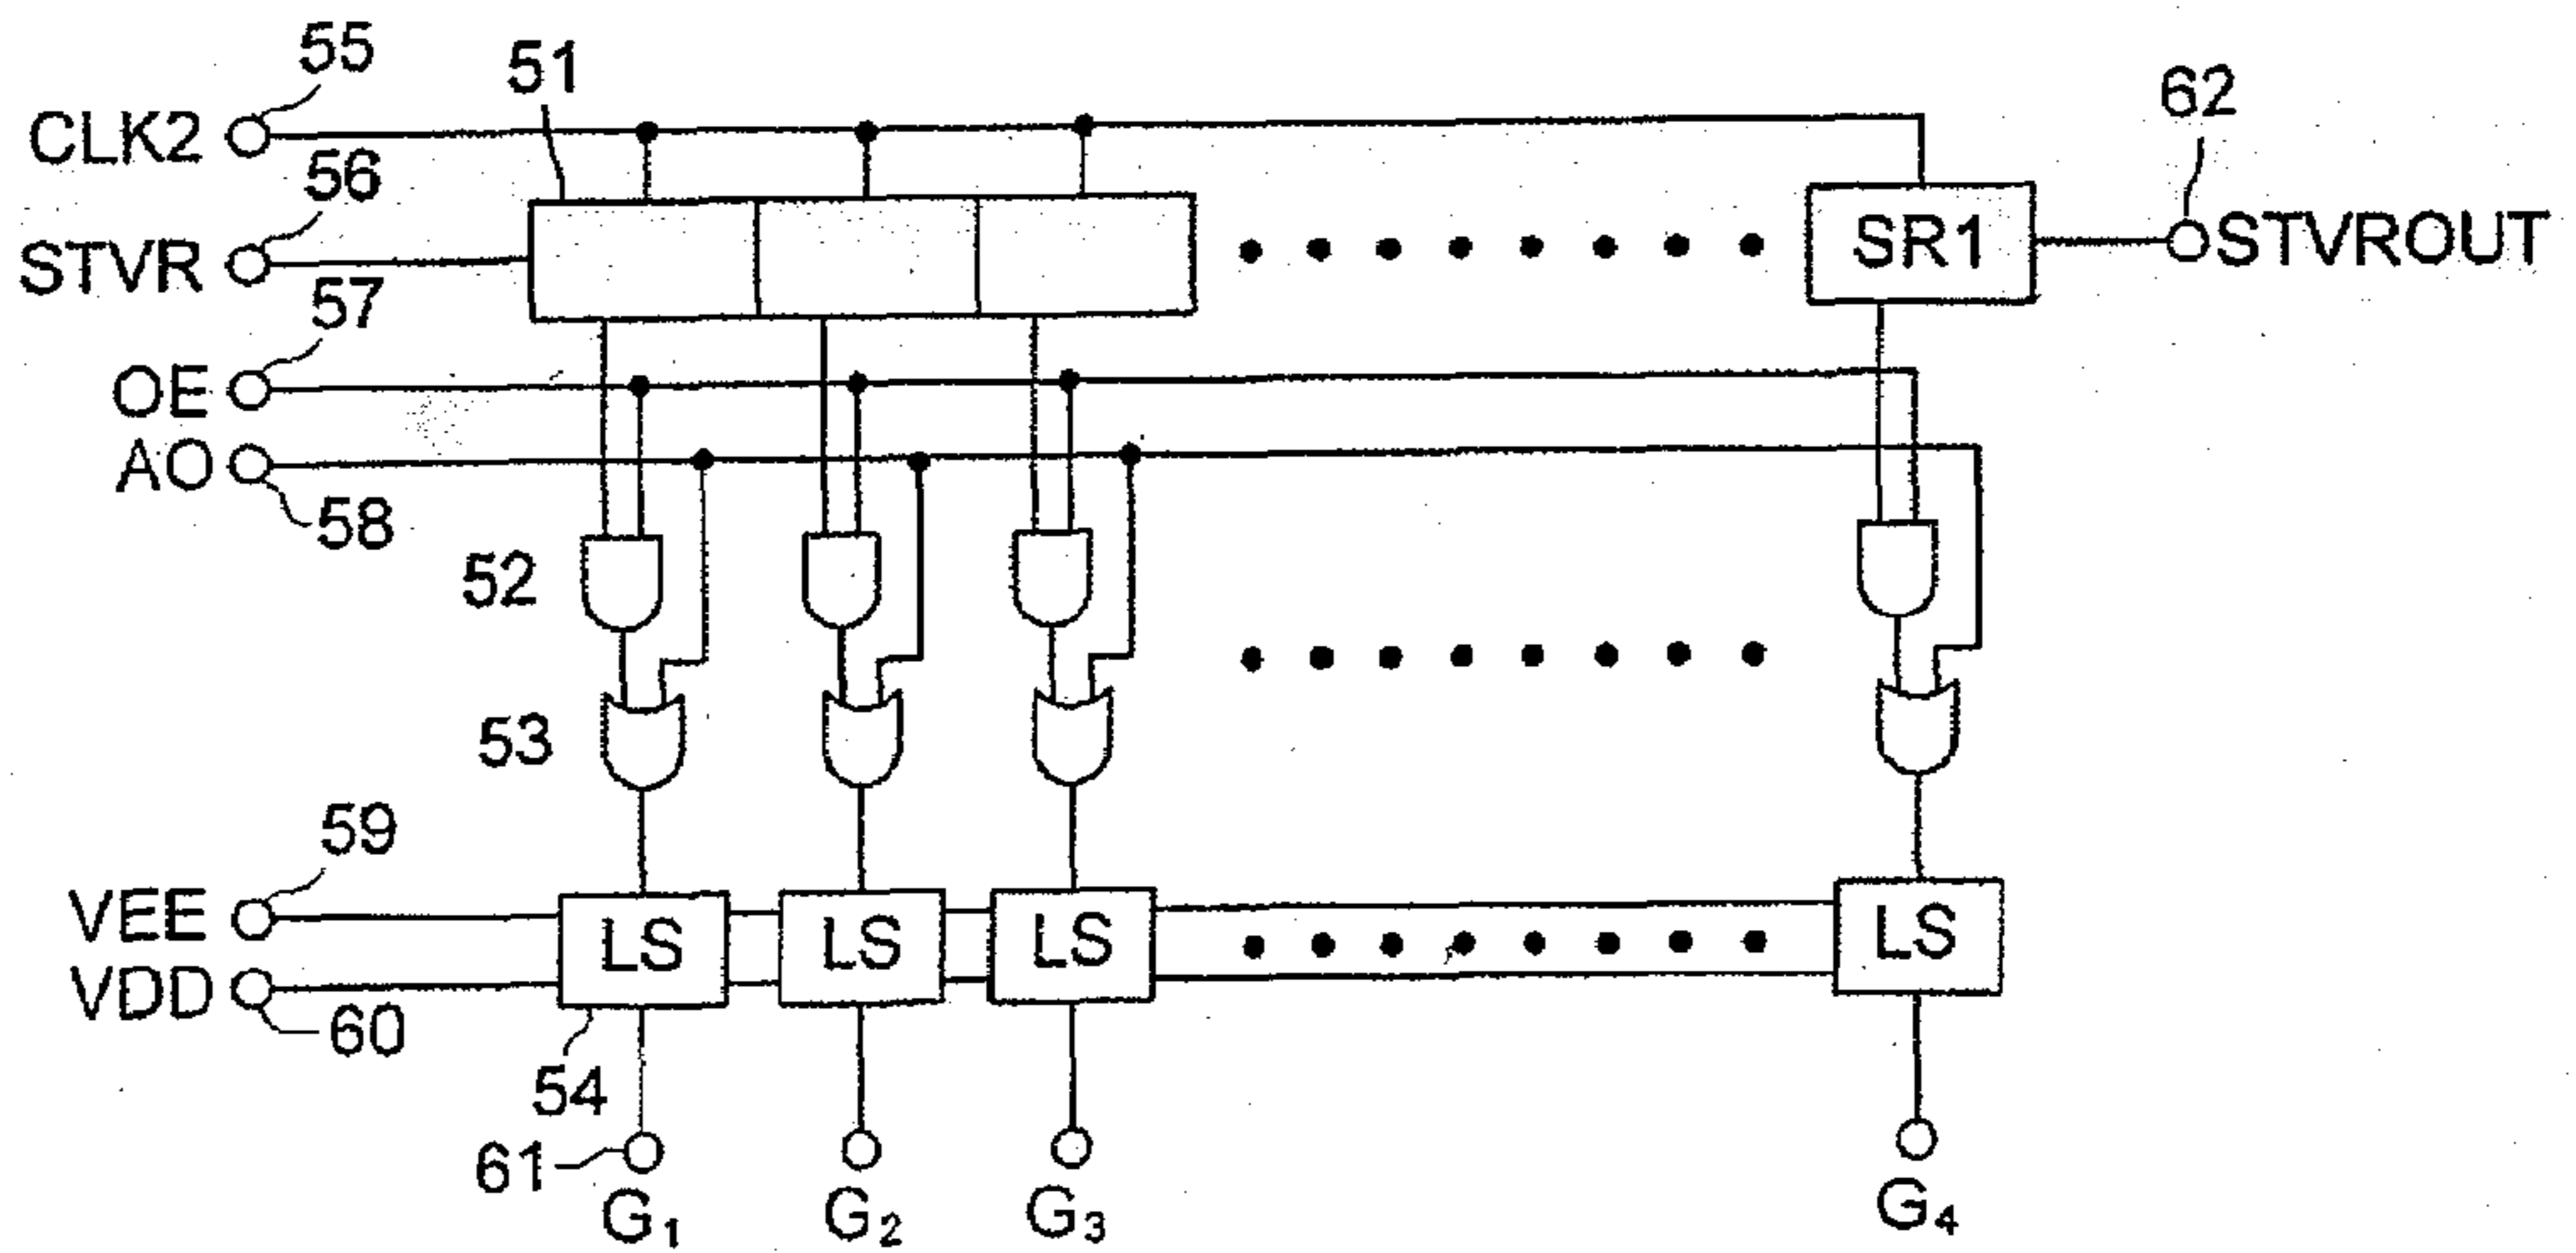 55
51
62
CLK2
56
STVR
SR1
STVROUT
57
OE
AO
58
52
53
59
VEE
LS LS LS LS
VDD
60
54
61
G₁ G₂ G₃ G₄